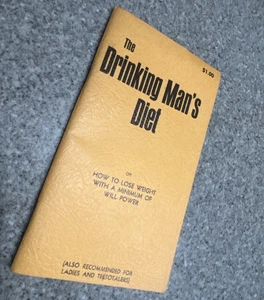 The
$1.00
Drinking Man's
Diet
OR
HOW TO LOSE WEIGHT
WITH A MINIMUM OF
WILL POWER
(ALSO RECOMMENDED FOR
LADIES AND TEETOTALERS)